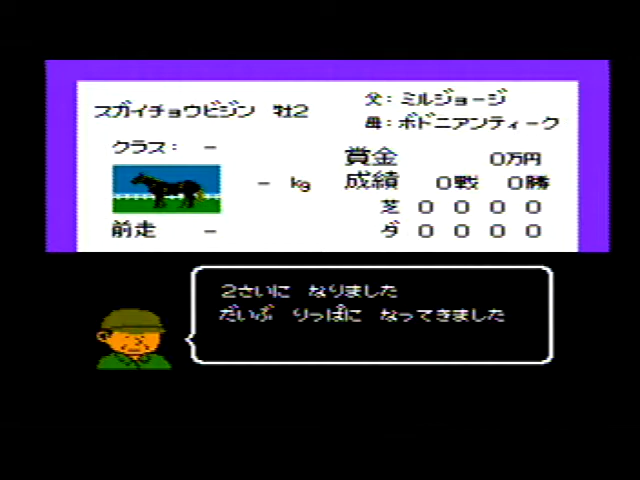 スガイチョウビジン 牡2
父：ミルジョージ
母：ボドニアンティーク
クラス： －
賞金 0万円
－ kg
成績 0戦 0勝
芝 0 0 0 0
前走 －
ダ 0 0 0 0
2さいに なりました
だいぶ りっぱに なってきました